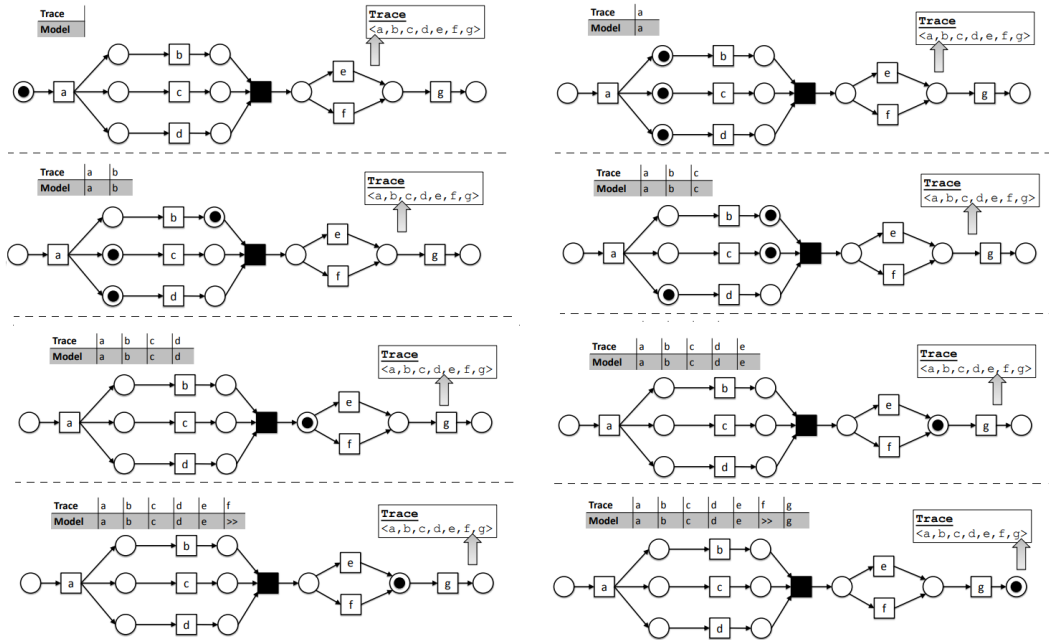 Trace
Model
Trace
<a,b,c,d,e,f,g>
a
b
c
d
e
f
g
Trace a
Model a
Trace
<a,b,c,d,e,f,g>
a
b
c
d
e
f
g
Trace a b
Model a b
Trace
<a,b,c,d,e,f,g>
a
b
c
d
e
f
g
Trace a b c
Model a b c
Trace
<a,b,c,d,e,f,g>
a
b
c
d
e
f
g
Trace a b c d
Model a b c d
Trace
<a,b,c,d,e,f,g>
a
b
c
d
e
f
g
Trace a b c d e
Model a b c d e
Trace
<a,b,c,d,e,f,g>
a
b
c
d
e
f
g
Trace a b c d e f
Model a b c d e >>
Trace
<a,b,c,d,e,f,g>
a
b
c
d
e
f
g
Trace a b c d e f g
Model a b c d e >> g
Trace
<a,b,c,d,e,f,g>
a
b
c
d
e
f
g